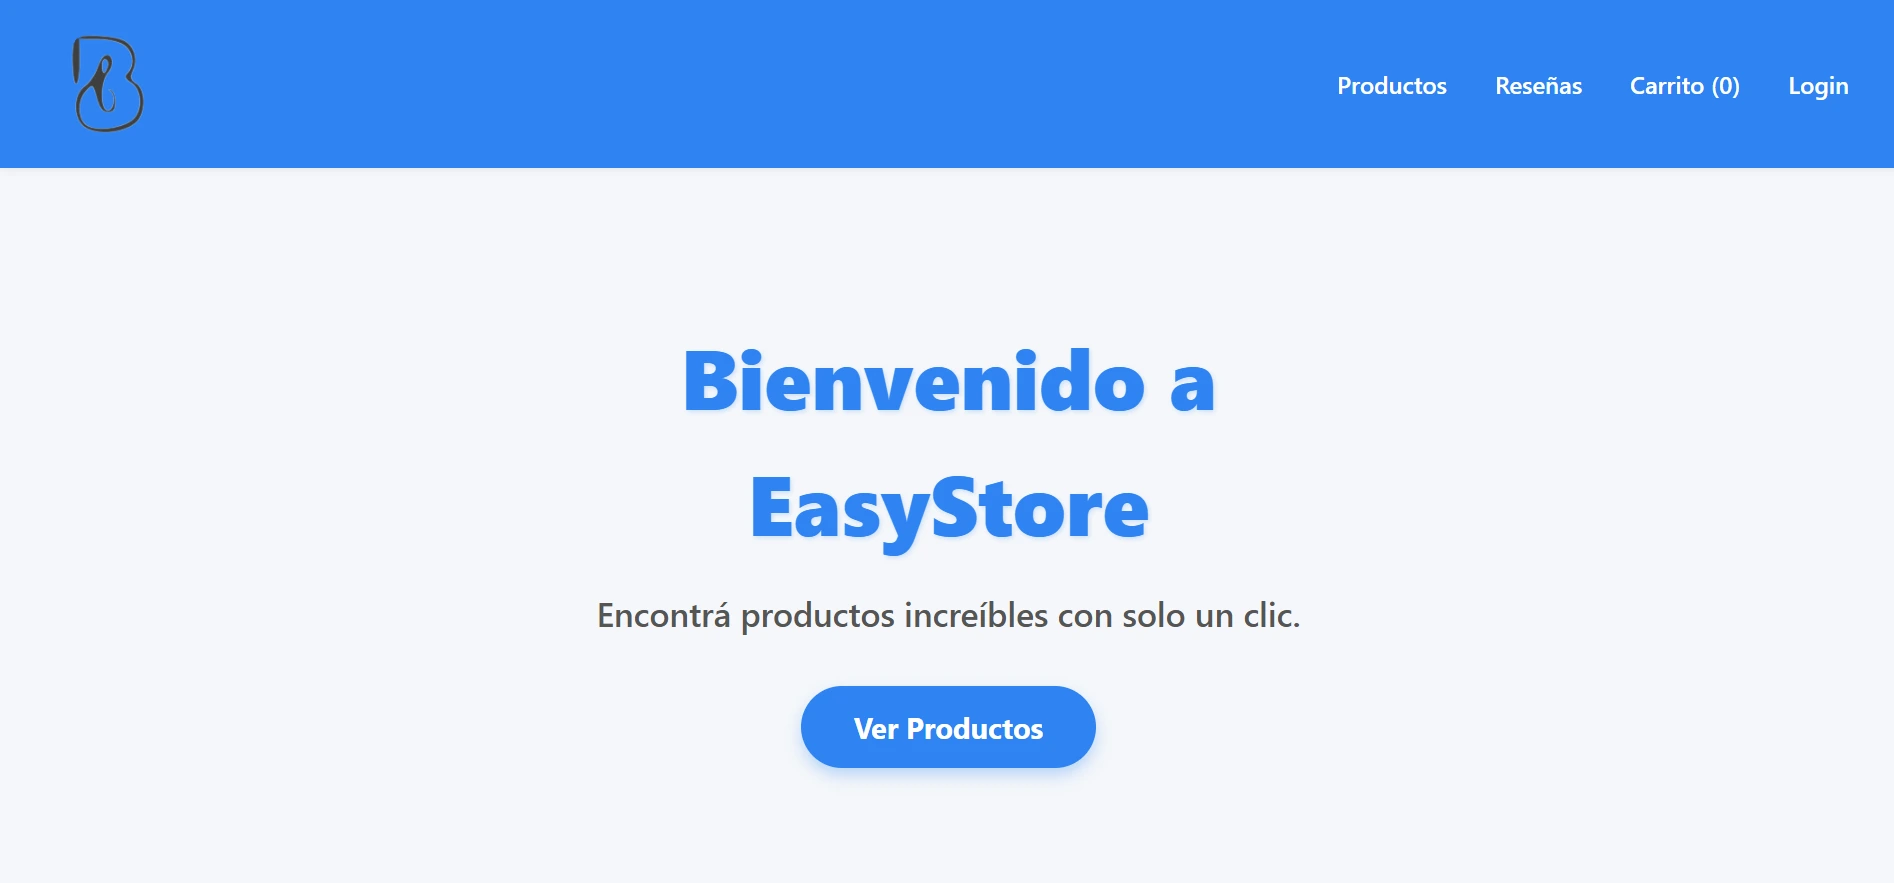 Productos Reseñas Carrito (0) Login
Bienvenido a
EasyStore
Encontrá productos increíbles con solo un clic.
Ver Productos